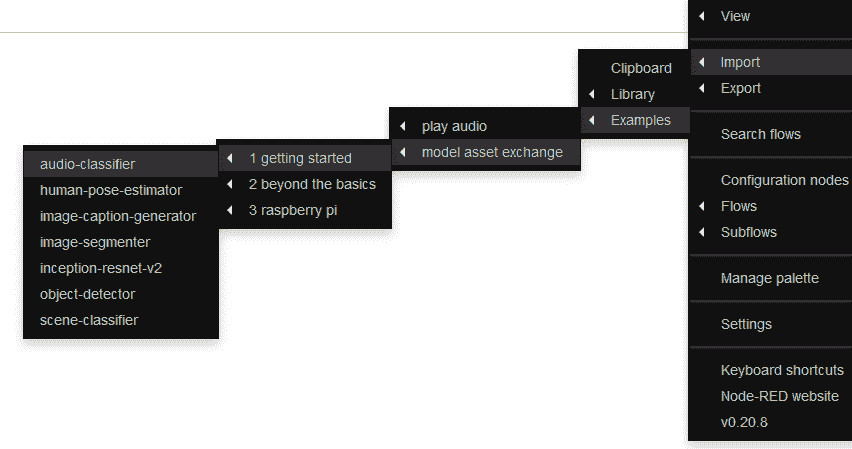 View
Import
Export
Search flows
Configuration nodes
Flows
Subflows
Manage palette
Settings
Keyboard shortcuts
Node-RED website
v0.20.8
Clipboard
Library
Examples
play audio
model asset exchange
1 getting started
2 beyond the basics
3 raspberry pi
audio-classifier
human-pose-estimator
image-caption-generator
image-segmenter
inception-resnet-v2
object-detector
scene-classifier